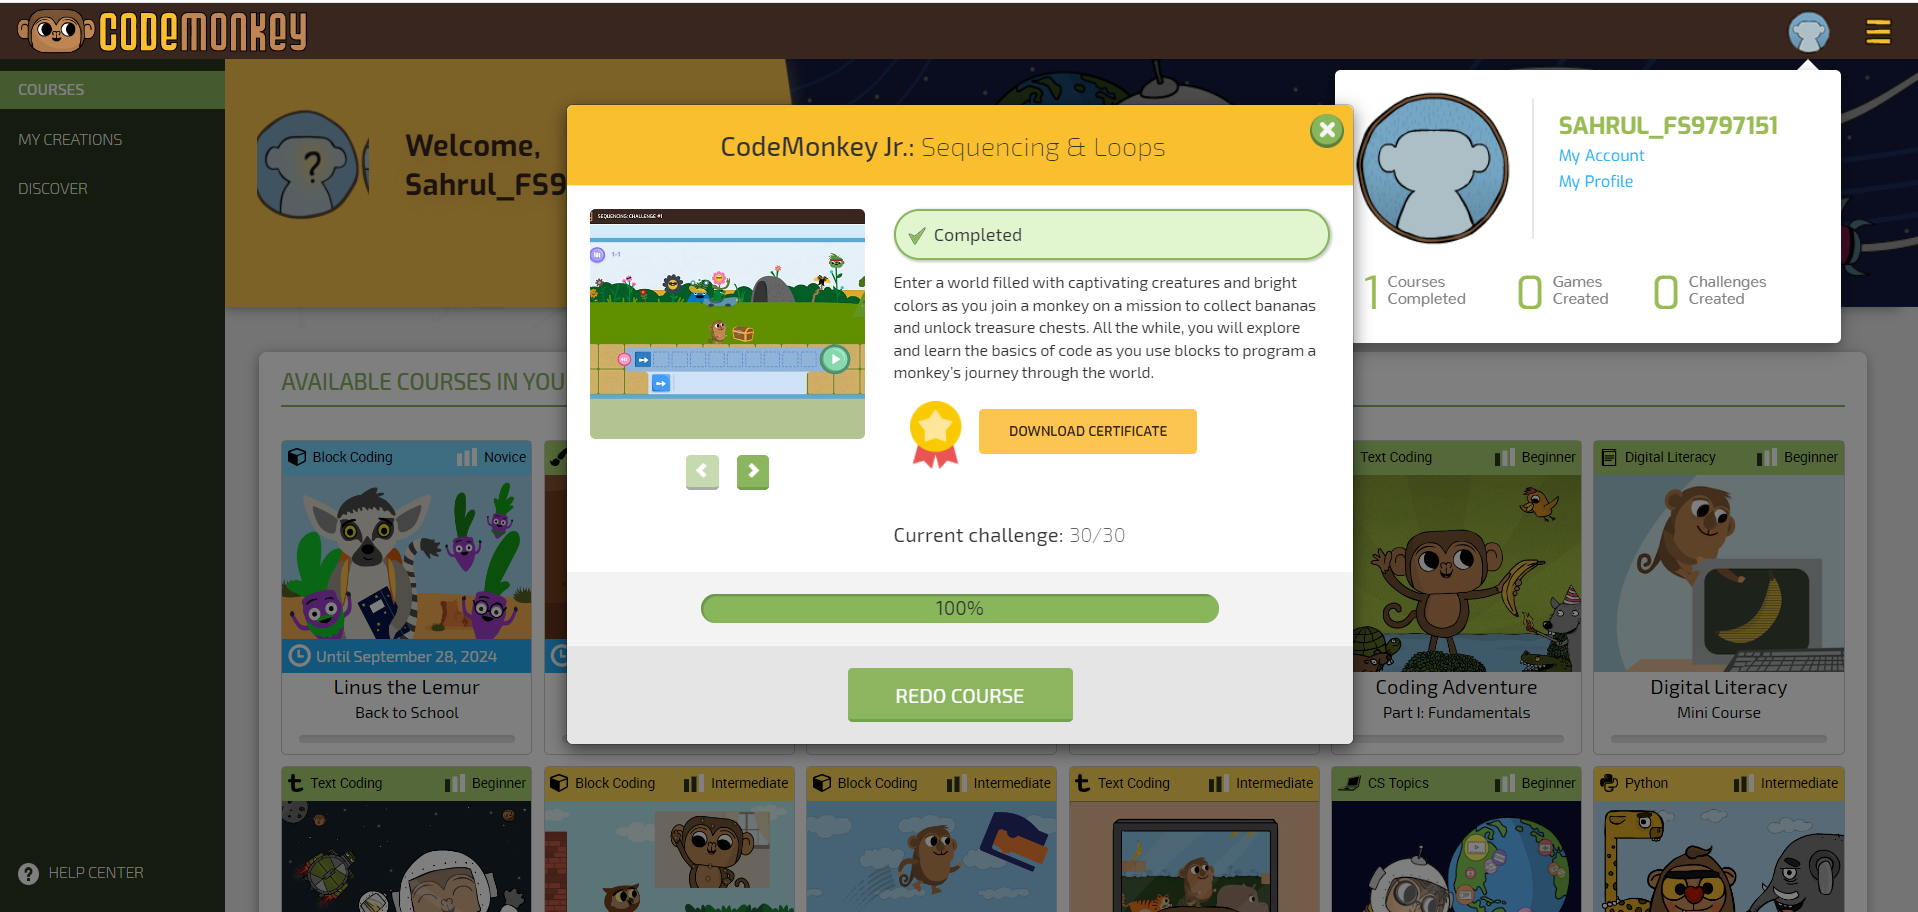 CODEMONKEY
COURSES
MY CREATIONS
DISCOVER
HELP CENTER
Welcome,
Sahrul_FS9
?
SAHRUL_FS9797151
My Account
My Profile
1 Courses Completed
0 Games Created
0 Challenges Created
CodeMonkey Jr.: Sequencing & Loops
SEQUENCING: CHALLENGE #1
1-1
Completed
Enter a world filled with captivating creatures and bright
colors as you join a monkey on a mission to collect bananas
and unlock treasure chests. All the while, you will explore
and learn the basics of code as you use blocks to program a
monkey's journey through the world.
DOWNLOAD CERTIFICATE
Current challenge: 30/30
100%
REDO COURSE
AVAILABLE COURSES IN YOU
Block Coding Novice
Until September 28, 2024
Linus the Lemur
Back to School
Text Coding Beginner
Coding Adventure
Part I: Fundamentals
Digital Literacy Beginner
Digital Literacy
Mini Course
Text Coding Beginner
Block Coding Intermediate
Block Coding Intermediate
Text Coding Intermediate
CS Topics Beginner
Python Intermediate